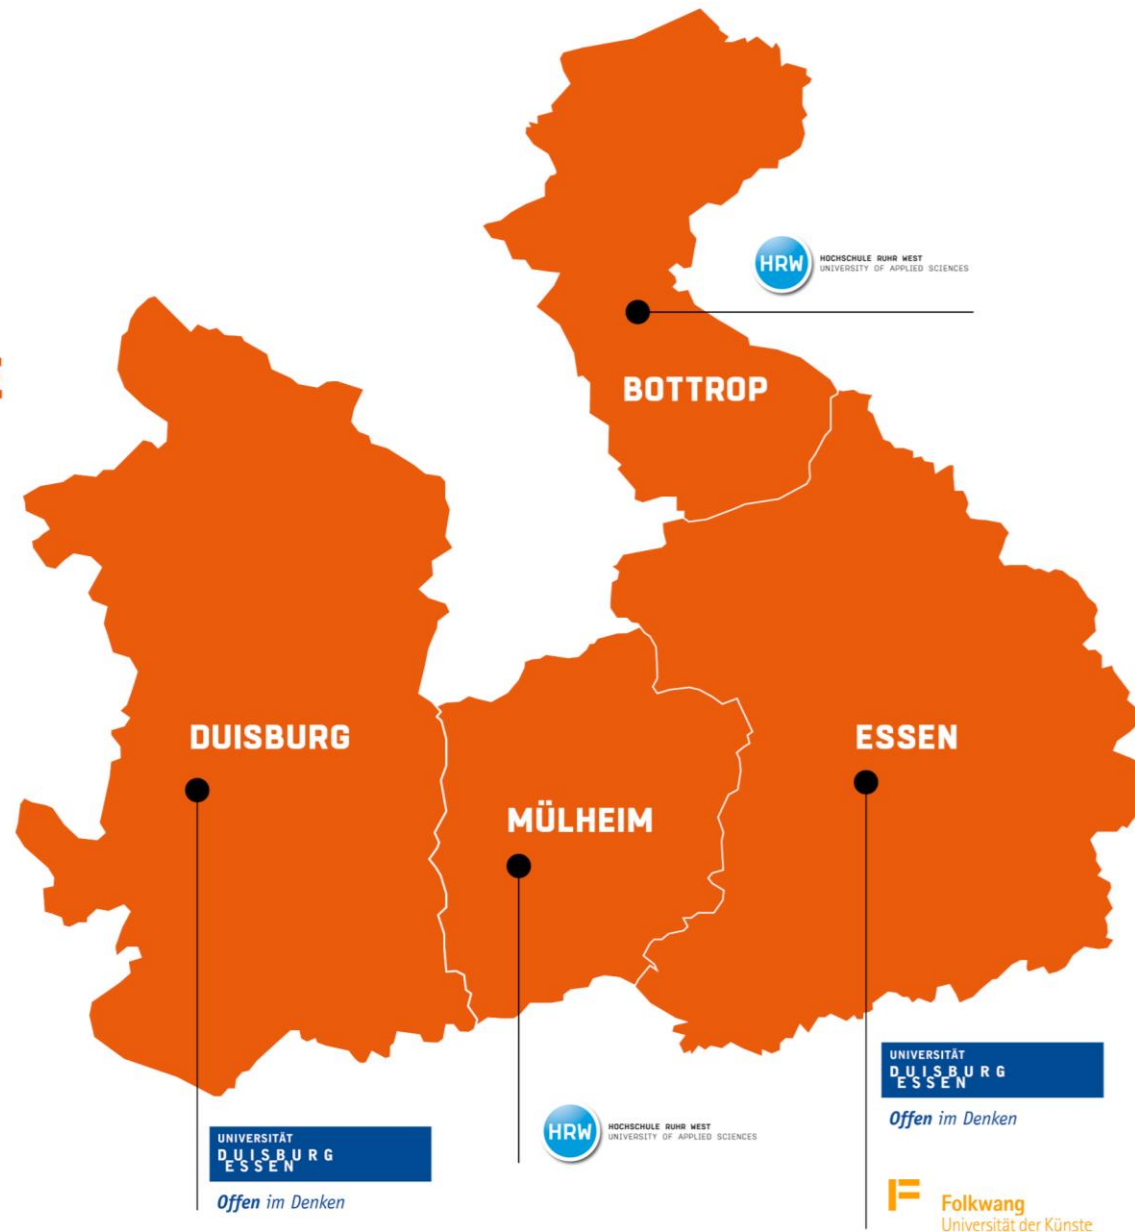 HRW
HOCHSCHULE RUHR WEST
UNIVERSITY OF APPLIED SCIENCES
BOTTROP
DUISBURG
ESSEN
MÜLHEIM
UNIVERSITÄT
DUISBURG
ESSEN
Offen im Denken
HRW
HOCHSCHULE RUHR WEST
UNIVERSITY OF APPLIED SCIENCES
UNIVERSITÄT
DUISBURG
ESSEN
Offen im Denken
Folkwang
Universität der Künste